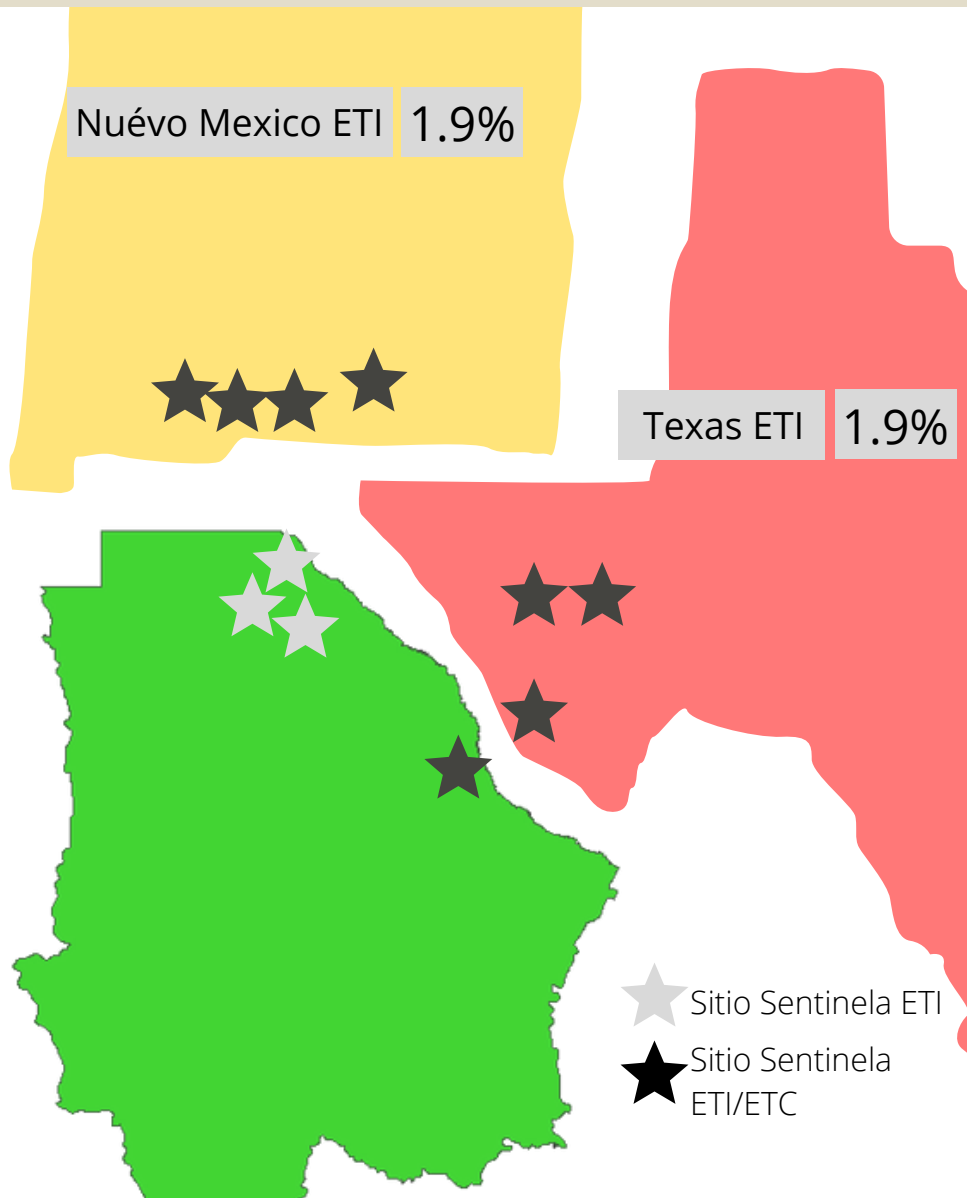 Nuévo Mexico ETI 1.9%
Texas ETI 1.9%
Sitio Sentinela ETI
Sitio Sentinela
ETI/ETC